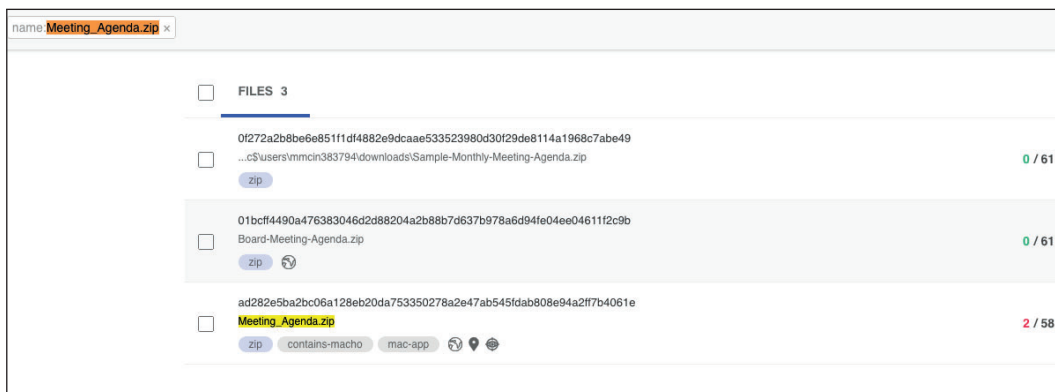 name:Meeting_Agenda.zip ×
FILES 3
0f272a2b8be6e851f1df4882e9dcaae533523980d30f29de8114a1968c7abe49
...c$\users\mmcin383794\downloads\Sample-Monthly-Meeting-Agenda.zip
0 / 61
zip
01bcff4490a476383046d2d88204a2b88b7d637b978a6d94fe04ee04611f2c9b
Board-Meeting-Agenda.zip
0 / 61
zip
ad282e5ba2bc06a128eb20da753350278a2e47ab545fdab808e94a2ff7b4061e
Meeting_Agenda.zip
2 / 58
zip contains-macho mac-app